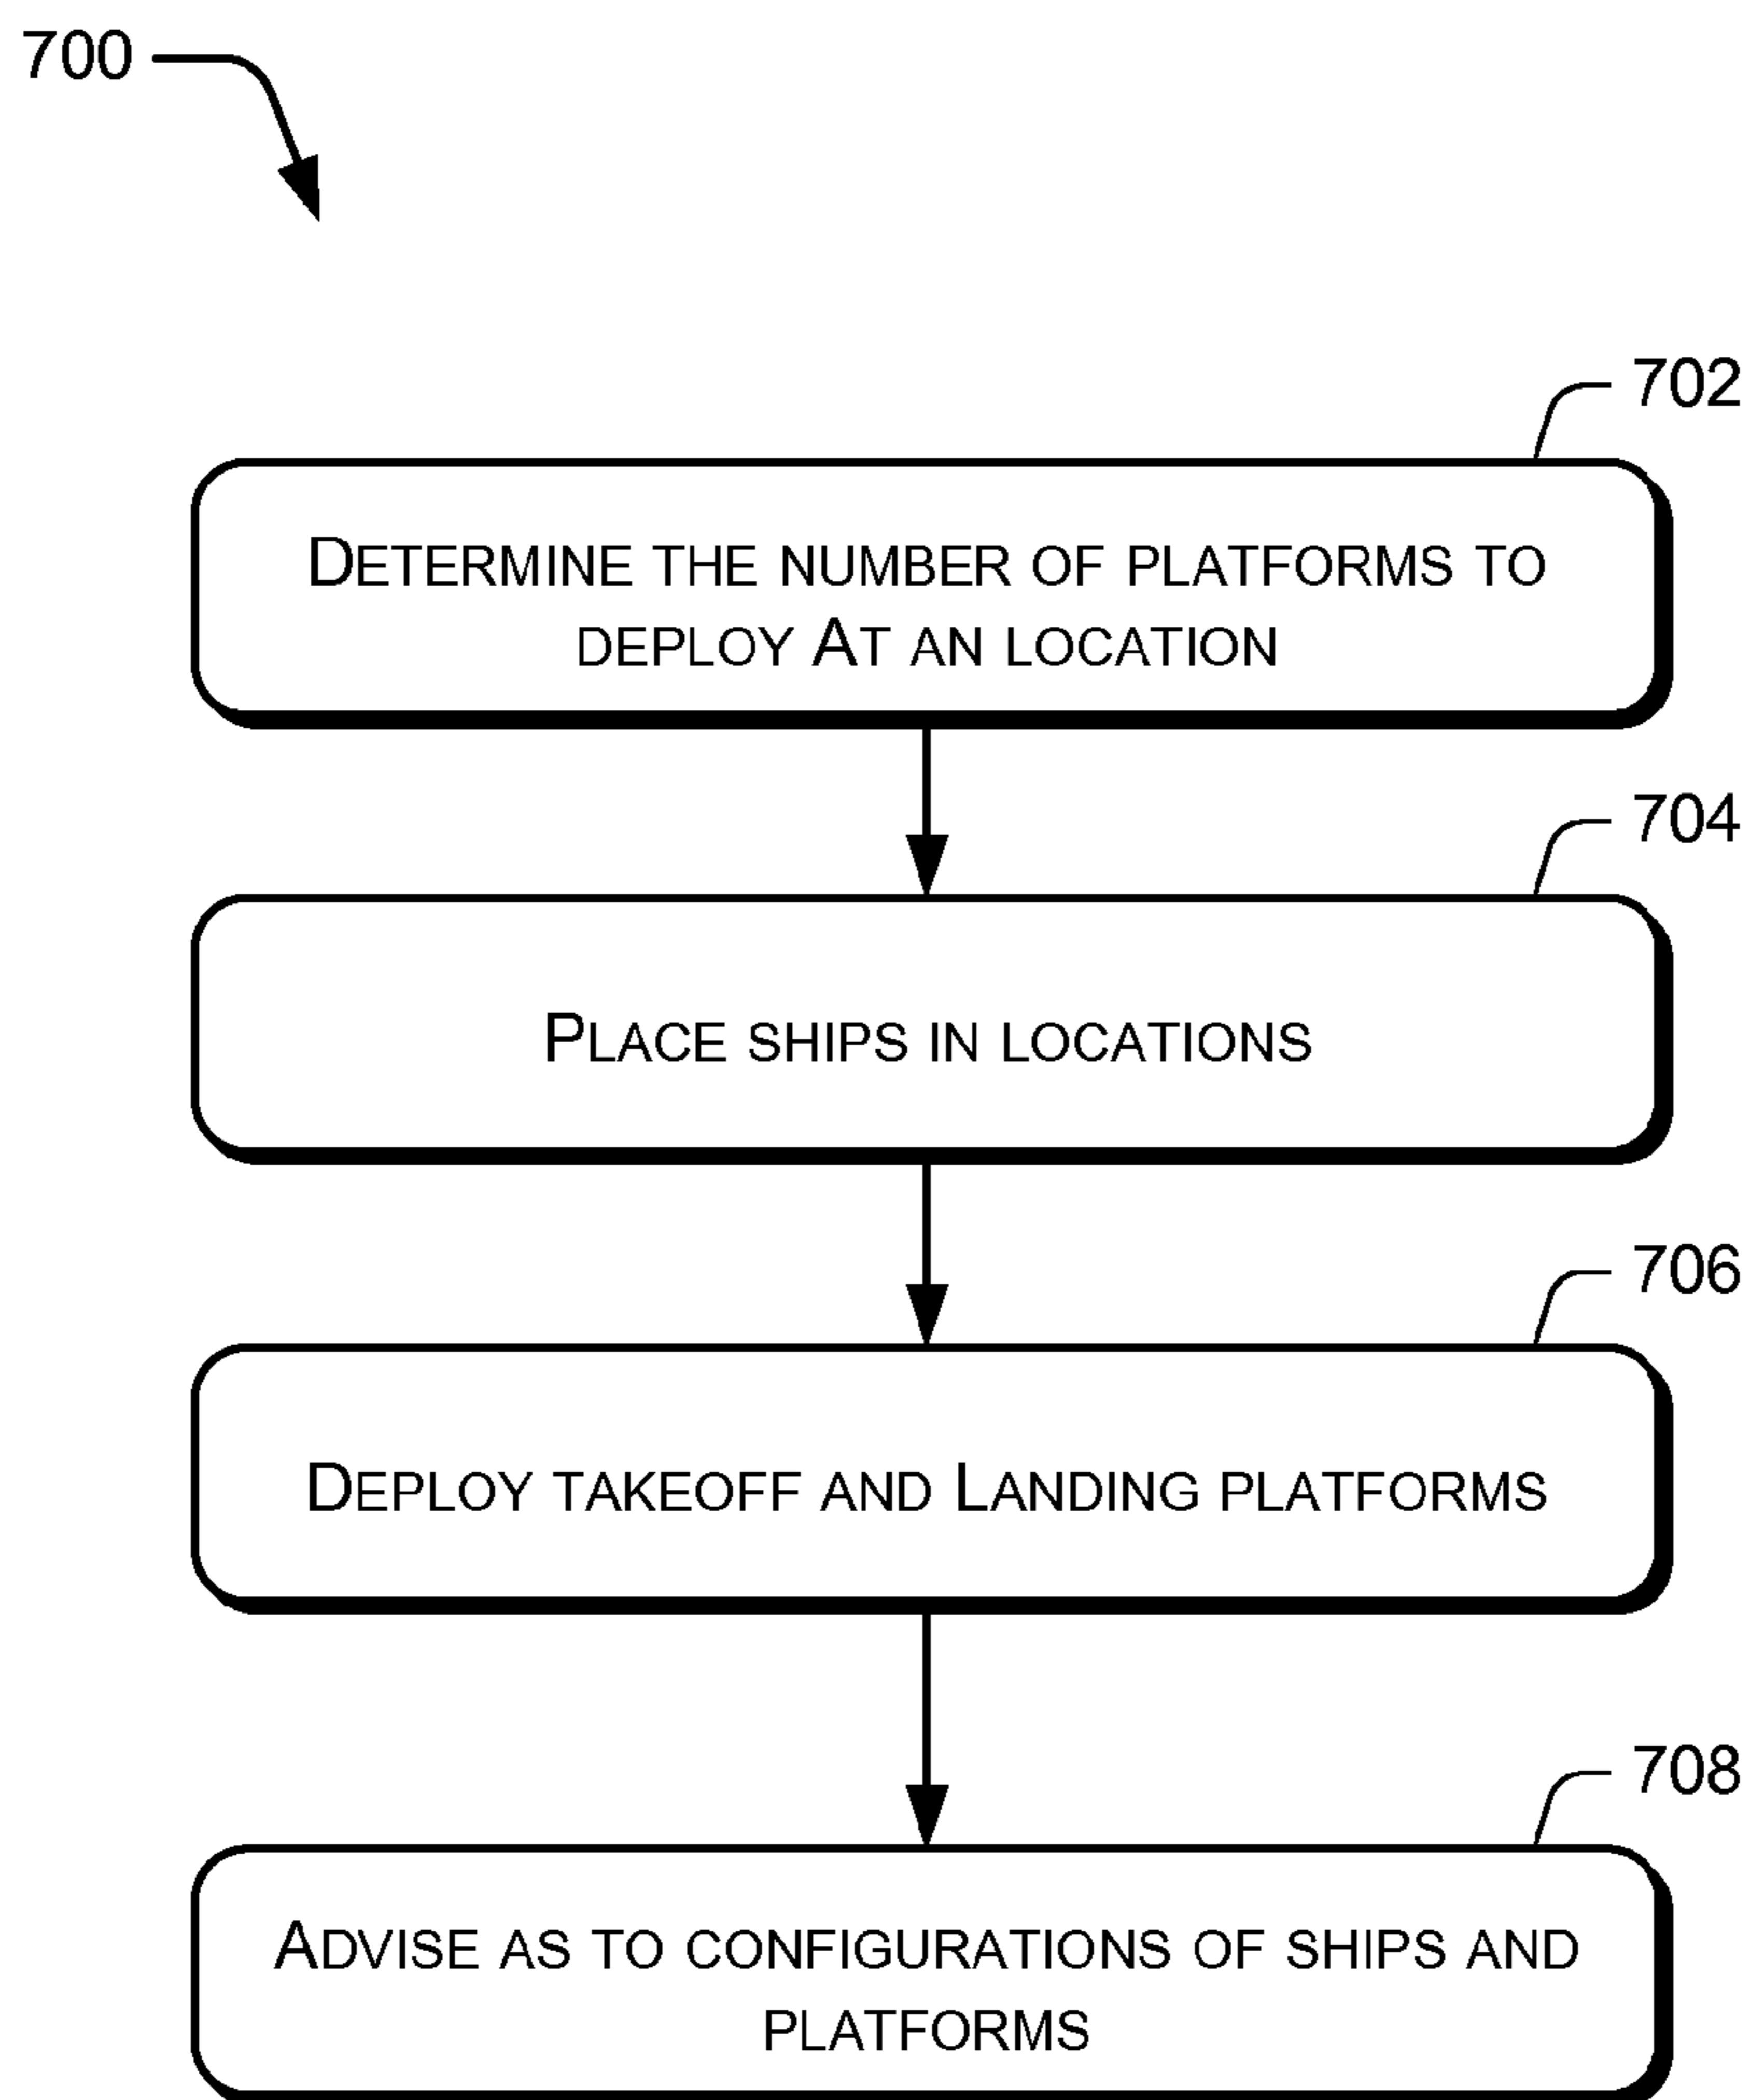 700
702
DETERMINE THE NUMBER OF PLATFORMS TO
DEPLOY AT AN LOCATION
704
PLACE SHIPS IN LOCATIONS
706
DEPLOY TAKEOFF AND LANDING PLATFORMS
708
ADVISE AS TO CONFIGURATIONS OF SHIPS AND
PLATFORMS